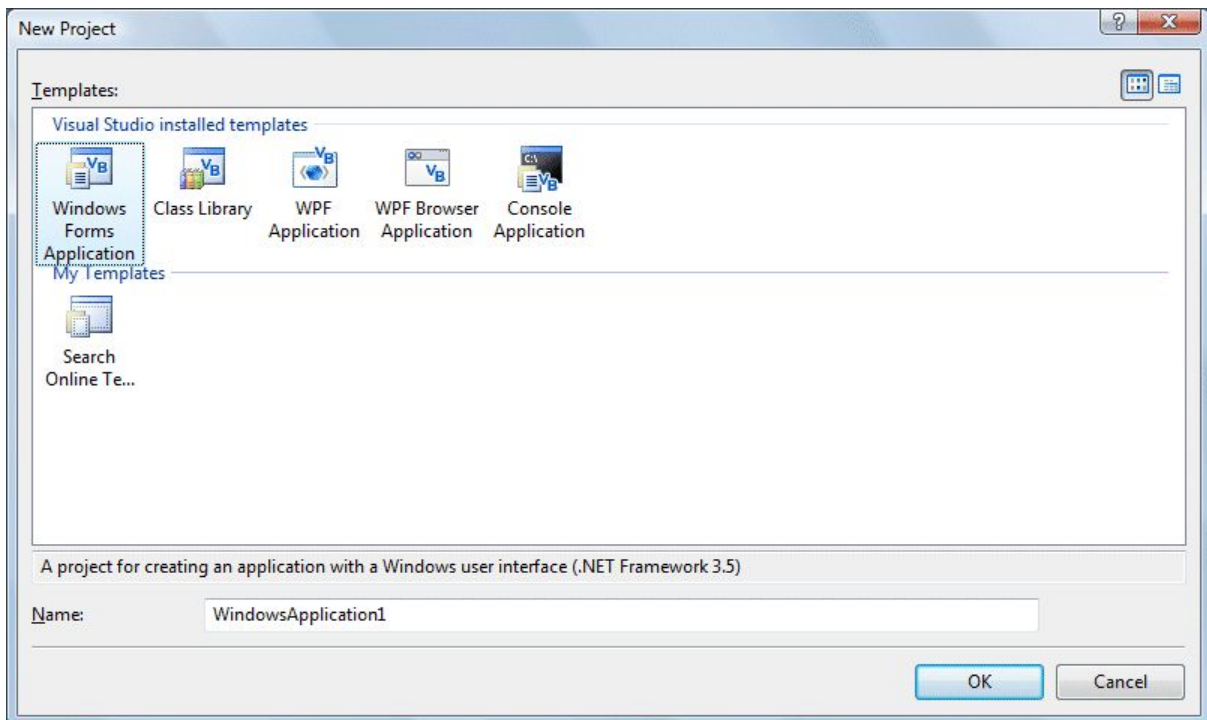 New Project
Templates:
Visual Studio installed templates
Windows Forms Application
Class Library
WPF Application
WPF Browser Application
Console Application
My Templates
Search Online Te...
A project for creating an application with a Windows user interface (.NET Framework 3.5)
Name: WindowsApplication1
OK Cancel